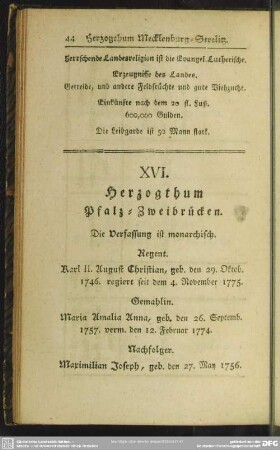 44 Herzogthum Mecklenburg-Strelitz.
Herrschende Landesreligion ist die Evangel. Lutherische.
Erzeugnisse des Landes,
Getreide, und andere Feldfrüchte und gute Viehzucht.
Einkünfte nach dem 20 fl. Fuß.
600,000 Gulden.
Die Leibgarde ist 50 Mann stark.
XVI.
Herzogthum
Pfalz-Zweibrücken.
Die Verfassung ist monarchisch.
Regent.
Karl II. August Christian, geb. den 29. Oktob.
1746. regiert seit dem 4. November 1775.
Gemahlin.
Maria Amalia Anna, geb. den 26. Septemb.
1757. verm. den 12. Februar 1774.
Nachfolger.
Maximilian Joseph, geb. den 27. May 1756.
DFG